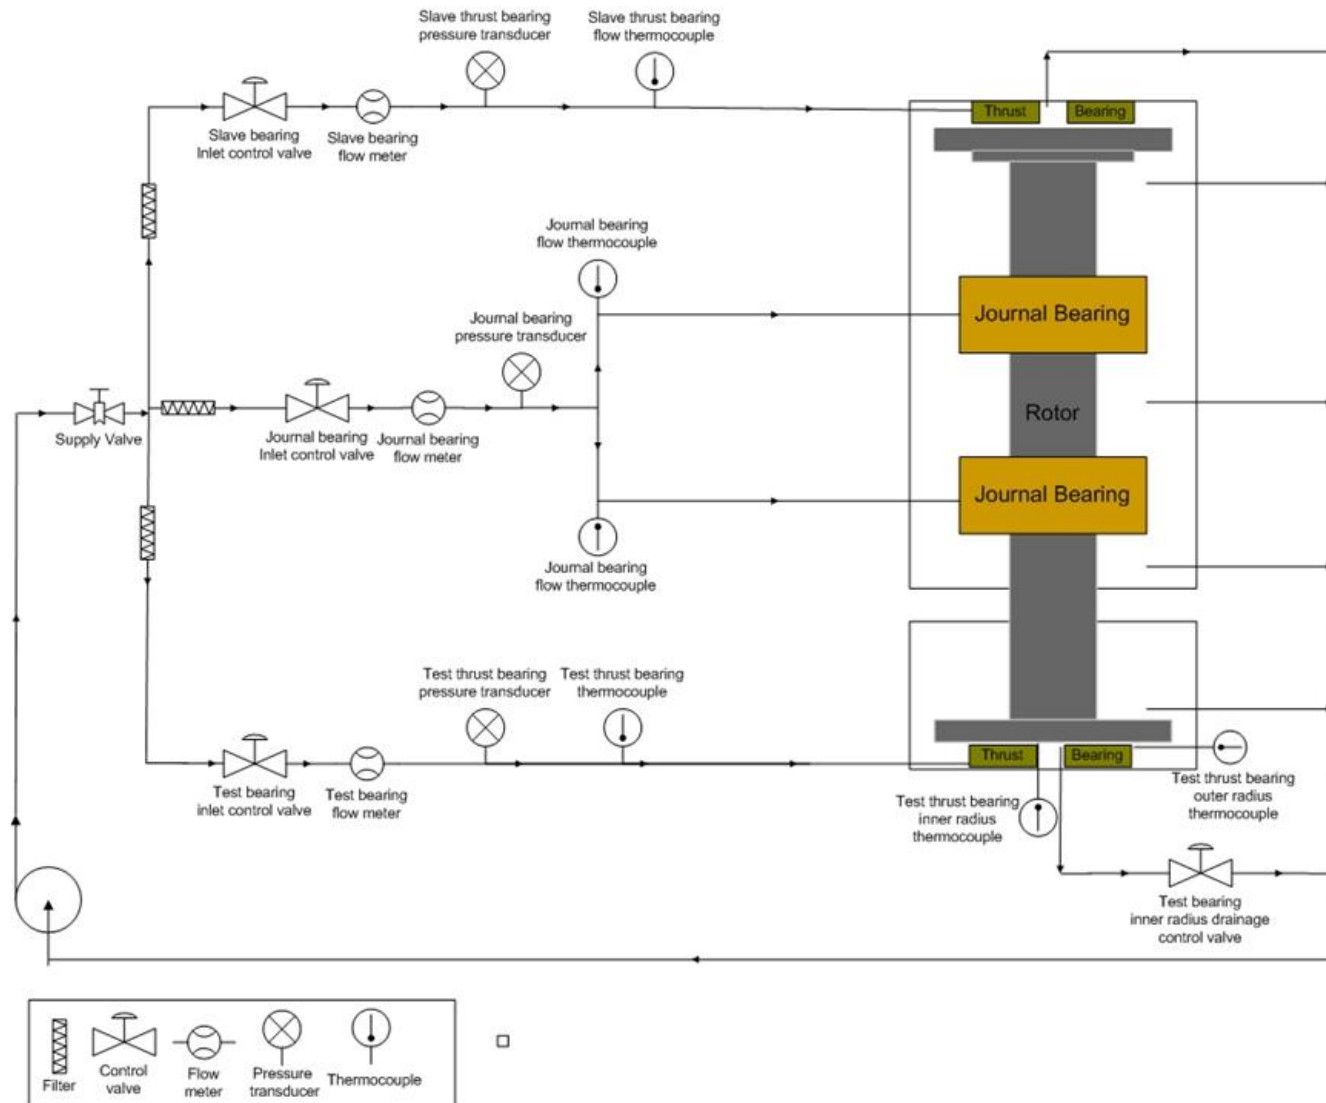 Slave thrust bearing
pressure transducer
Slave thrust bearing
flow thermocouple
Thrust
Bearing
Slave bearing
Inlet control valve
Slave bearing
flow meter
Journal bearing
flow thermocouple
Journal Bearing
Journal bearing
pressure transducer
Rotor
Supply Valve
Journal bearing
Inlet control valve
Journal bearing
flow meter
Journal Bearing
Journal bearing
flow thermocouple
Test thrust bearing
pressure transducer
Test thrust bearing
thermocouple
Thrust
Bearing
Test bearing
inlet control valve
Test bearing
flow meter
Test thrust bearing
inner radius
thermocouple
Test thrust bearing
outer radius
thermocouple
Test bearing
inner radius drainage
control valve
Filter
Control
valve
Flow
meter
Pressure
transducer
Thermocouple